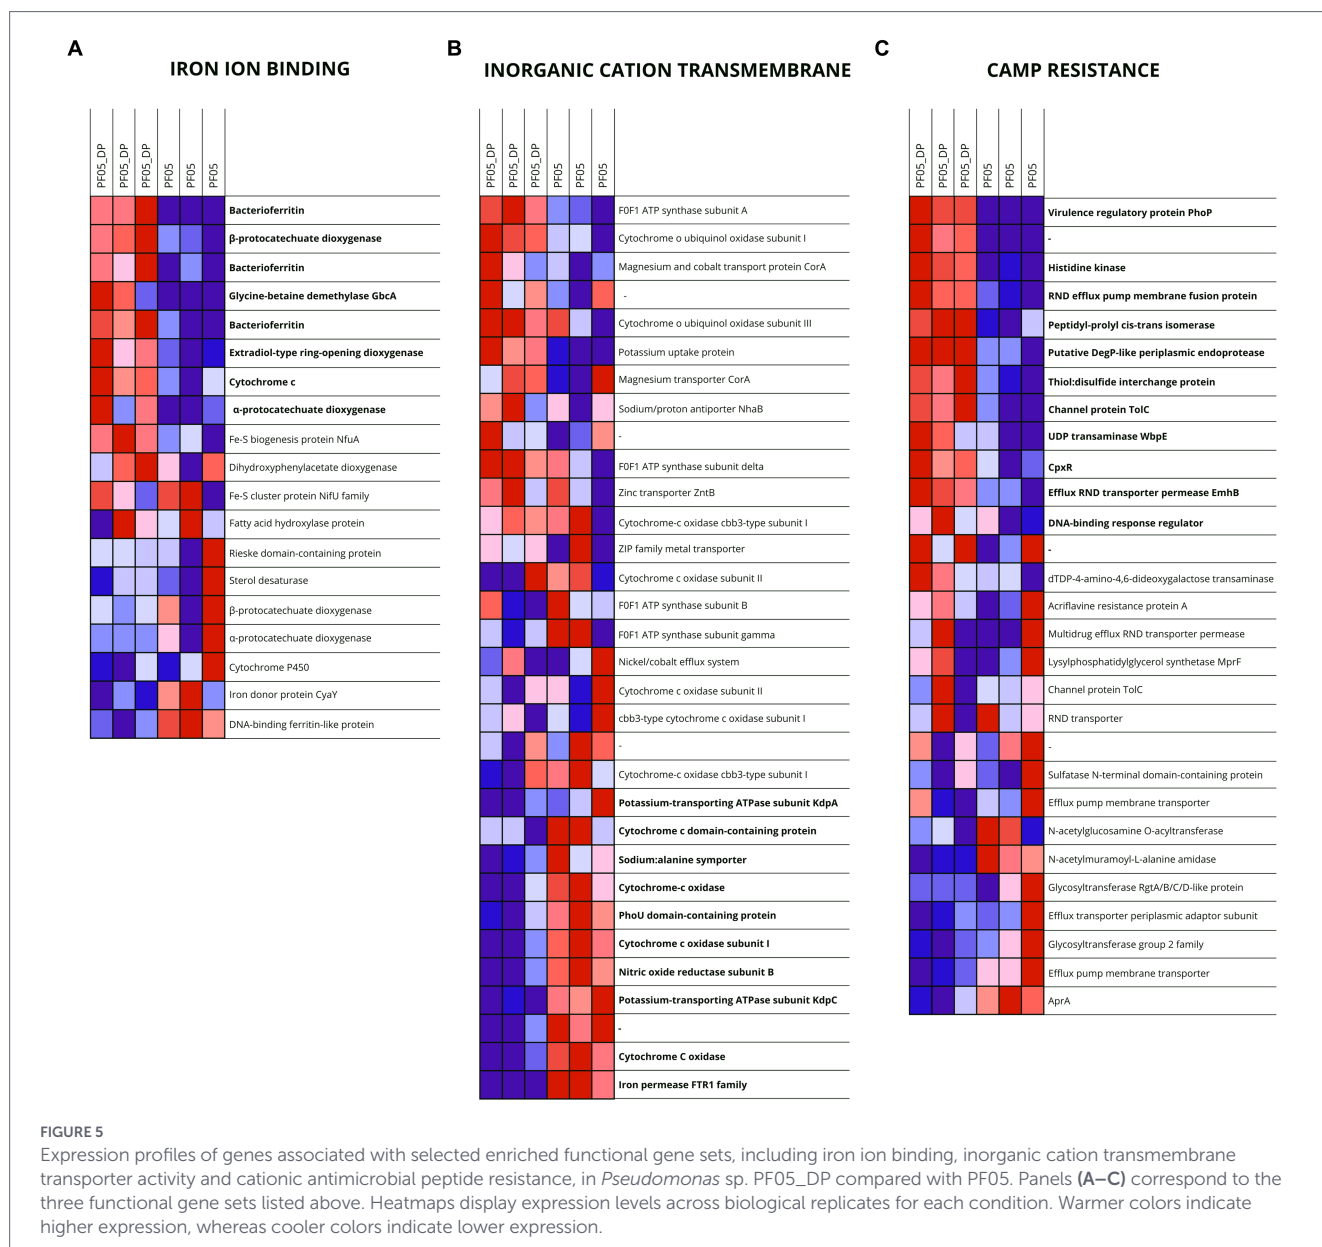 A
IRON ION BINDING
PF05_DP
PF05_DP
PF05_DP
PF05
PF05
PF05
Bacterioferritin
β-protocatechuate dioxygenase
Bacterioferritin
Glycine-betaine demethylase GbcA
Bacterioferritin
Extradiol-type ring-opening dioxygenase
Cytochrome c
α-protocatechuate dioxygenase
Fe-S biogenesis protein NfuA
Dihydroxyphenylacetate dioxygenase
Fe-S cluster protein NifU family
Fatty acid hydroxylase protein
Rieske domain-containing protein
Sterol desaturase
β-protocatechuate dioxygenase
α-protocatechuate dioxygenase
Cytochrome P450
Iron donor protein CyaY
DNA-binding ferritin-like protein
B
INORGANIC CATION TRANSMEMBRANE
PF05_DP
PF05_DP
PF05_DP
PF05
PF05
PF05
F0F1 ATP synthase subunit A
Cytochrome o ubiquinol oxidase subunit I
Magnesium and cobalt transport protein CorA
-
Cytochrome o ubiquinol oxidase subunit III
Potassium uptake protein
Magnesium transporter CorA
Sodium/proton antiporter NhaB
-
F0F1 ATP synthase subunit delta
Zinc transporter ZntB
Cytochrome-c oxidase cbb3-type subunit I
ZIP family metal transporter
Cytochrome c oxidase subunit II
F0F1 ATP synthase subunit B
F0F1 ATP synthase subunit gamma
Nickel/cobalt efflux system
Cytochrome c oxidase subunit II
cbb3-type cytochrome c oxidase subunit I
-
Cytochrome-c oxidase cbb3-type subunit I
Potassium-transporting ATPase subunit KdpA
Cytochrome c domain-containing protein
Sodium:alanine symporter
Cytochrome-c oxidase
PhoU domain-containing protein
Cytochrome c oxidase subunit I
Nitric oxide reductase subunit B
Potassium-transporting ATPase subunit KdpC
-
Cytochrome C oxidase
Iron permease FTR1 family
C
CAMP RESISTANCE
PF05_DP
PF05_DP
PF05_DP
PF05
PF05
PF05
Virulence regulatory protein PhoP
-
Histidine kinase
RND efflux pump membrane fusion protein
Peptidyl-prolyl cis-trans isomerase
Putative DegP-like periplasmic endoprotease
Thiol:disulfide interchange protein
Channel protein TolC
UDP transaminase WbpE
CpxR
Efflux RND transporter permease EmhB
DNA-binding response regulator
-
dTDP-4-amino-4,6-dideoxygalactose transaminase
Acriflavine resistance protein A
Multidrug efflux RND transporter permease
Lysylphosphatidylglycerol synthetase MprF
Channel protein TolC
RND transporter
-
Sulfatase N-terminal domain-containing protein
Efflux pump membrane transporter
N-acetylglucosamine O-acyltransferase
N-acetylmuramoyl-L-alanine amidase
Glycosyltransferase RgtA/B/C/D-like protein
Efflux transporter periplasmic adaptor subunit
Glycosyltransferase group 2 family
Efflux pump membrane transporter
AprA
FIGURE 5
Expression profiles of genes associated with selected enriched functional gene sets, including iron ion binding, inorganic cation transmembrane
transporter activity and cationic antimicrobial peptide resistance, in Pseudomonas sp. PF05_DP compared with PF05. Panels (A–C) correspond to the
three functional gene sets listed above. Heatmaps display expression levels across biological replicates for each condition. Warmer colors indicate
higher expression, whereas cooler colors indicate lower expression.